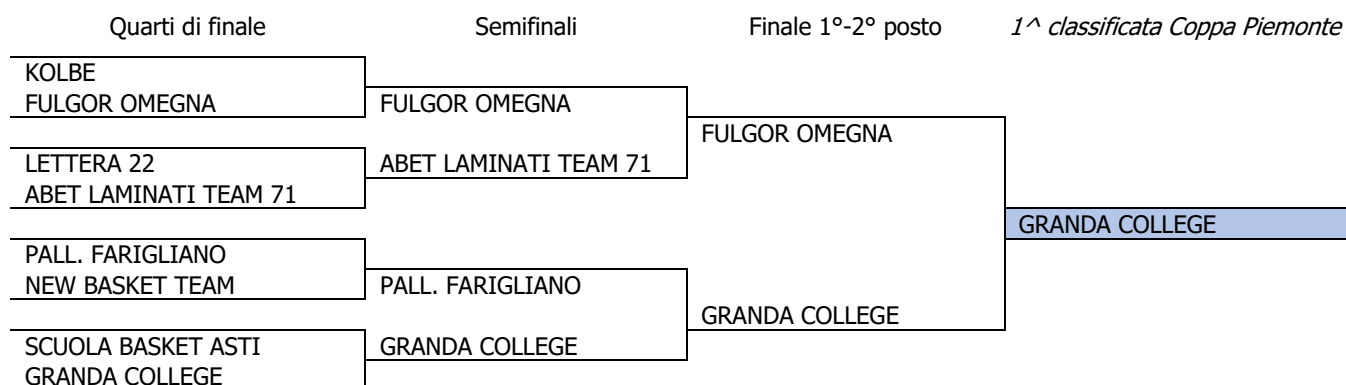 Quarti di finale Semifinali Finale 1°-2° posto 1^ classificata Coppa Piemonte
KOLBE
FULGOR OMEGNA FULGOR OMEGNA
FULGOR OMEGNA
LETTERA 22 ABET LAMINATI TEAM 71
ABET LAMINATI TEAM 71
GRANDA COLLEGE
PALL. FARIGLIANO
NEW BASKET TEAM PALL. FARIGLIANO
GRANDA COLLEGE
SCUOLA BASKET ASTI GRANDA COLLEGE
GRANDA COLLEGE